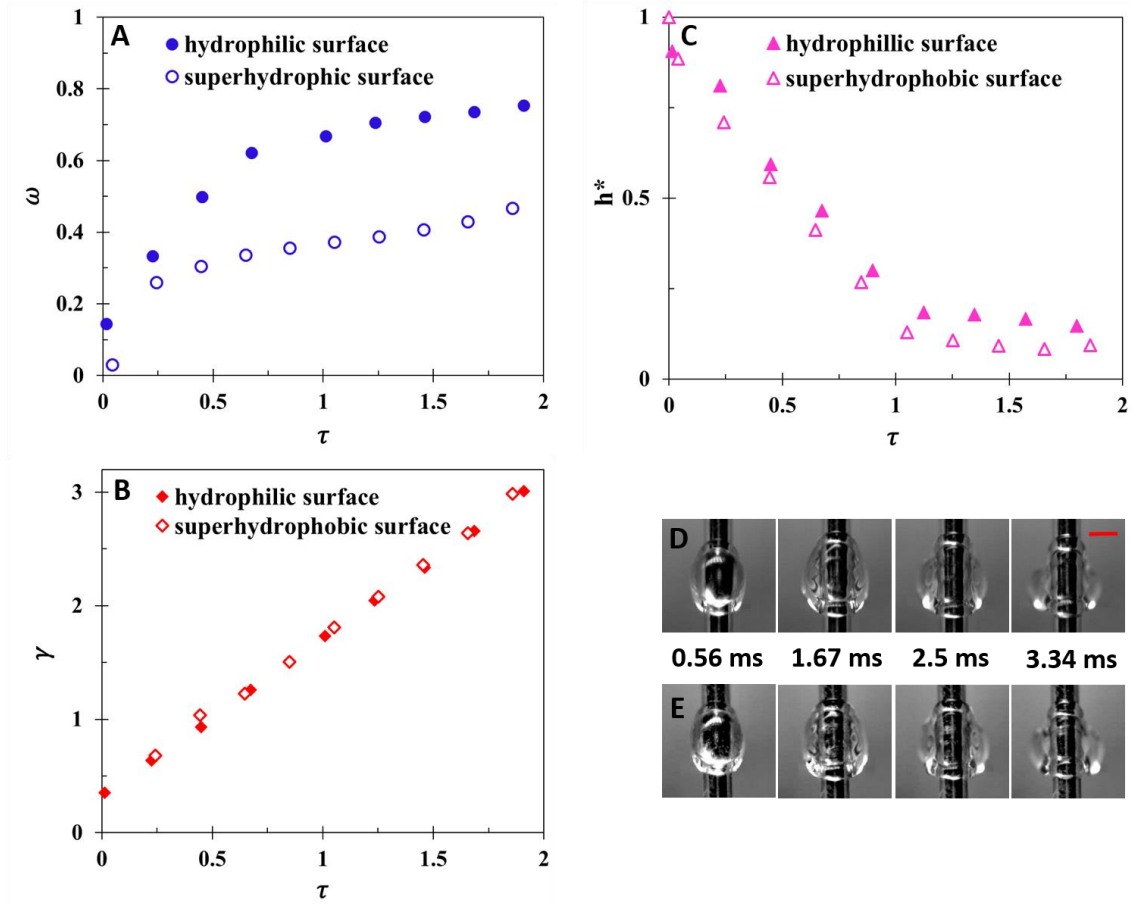 A
hydrophilic surface
superhydrophic surface
1
0.8
0.6
0.4
0.2
0
ω
0.5
1
1.5
2
τ
C
hydrophillic surface
superhydrophobic surface
1
0.5
0
h*
0
0.5
1
1.5
2
τ
B
hydrophilic surface
superhydrophobic surface
3
2
1
0
γ
0
0.5
1
1.5
2
τ
D
0.56 ms 1.67 ms 2.5 ms 3.34 ms
E